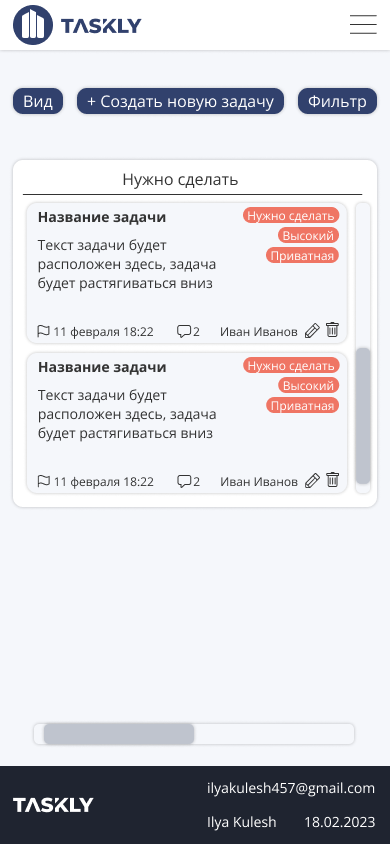 TASKLY
Вид
+ Создать новую задачу
Фильтр
Нужно сделать
Название задачи
Нужно сделать
Высокий
Приватная
Текст задачи будет
расположен здесь, задача
будет растягиваться вниз
11 февраля 18:22
2
Иван Иванов
Название задачи
Нужно сделать
Высокий
Приватная
Текст задачи будет
расположен здесь, задача
будет растягиваться вниз
11 февраля 18:22
2
Иван Иванов
TASKLY
ilyakulesh457@gmail.com
Ilya Kulesh
18.02.2023